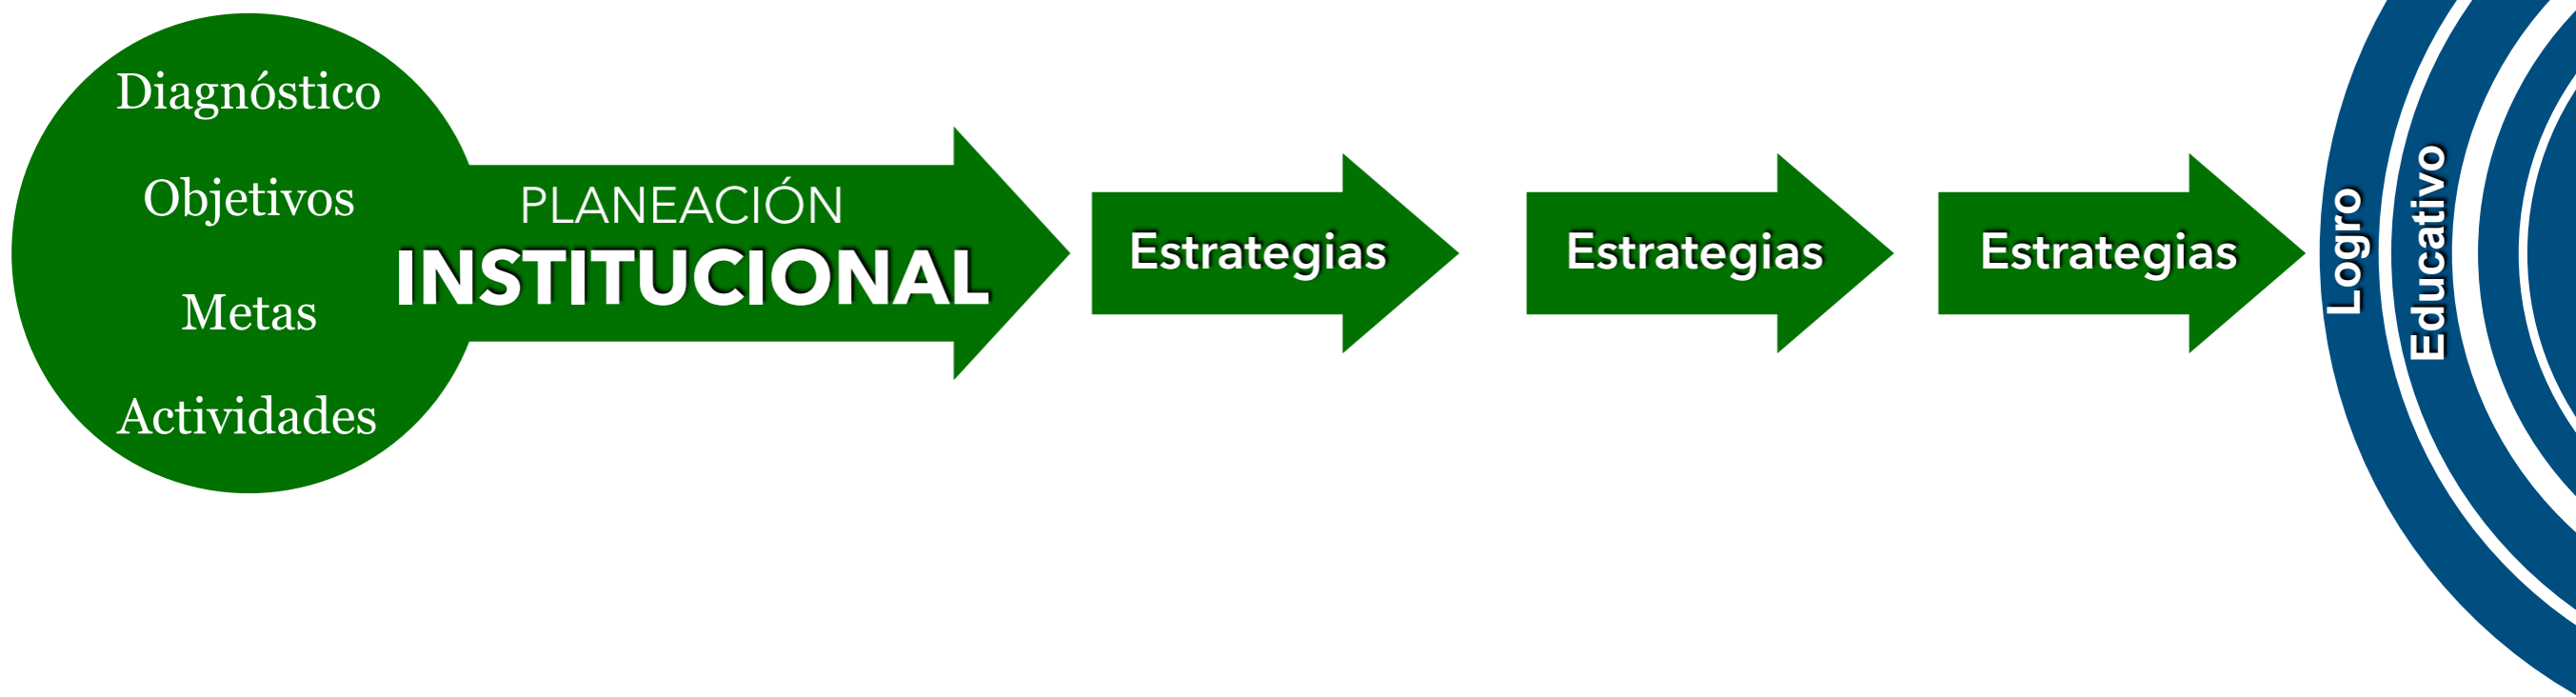 Diagnóstico
Objetivos
Metas
Actividades
PLANEACIÓN
INSTITUCIONAL
Estrategias
Estrategias
Estrategias
Logro
Educativo